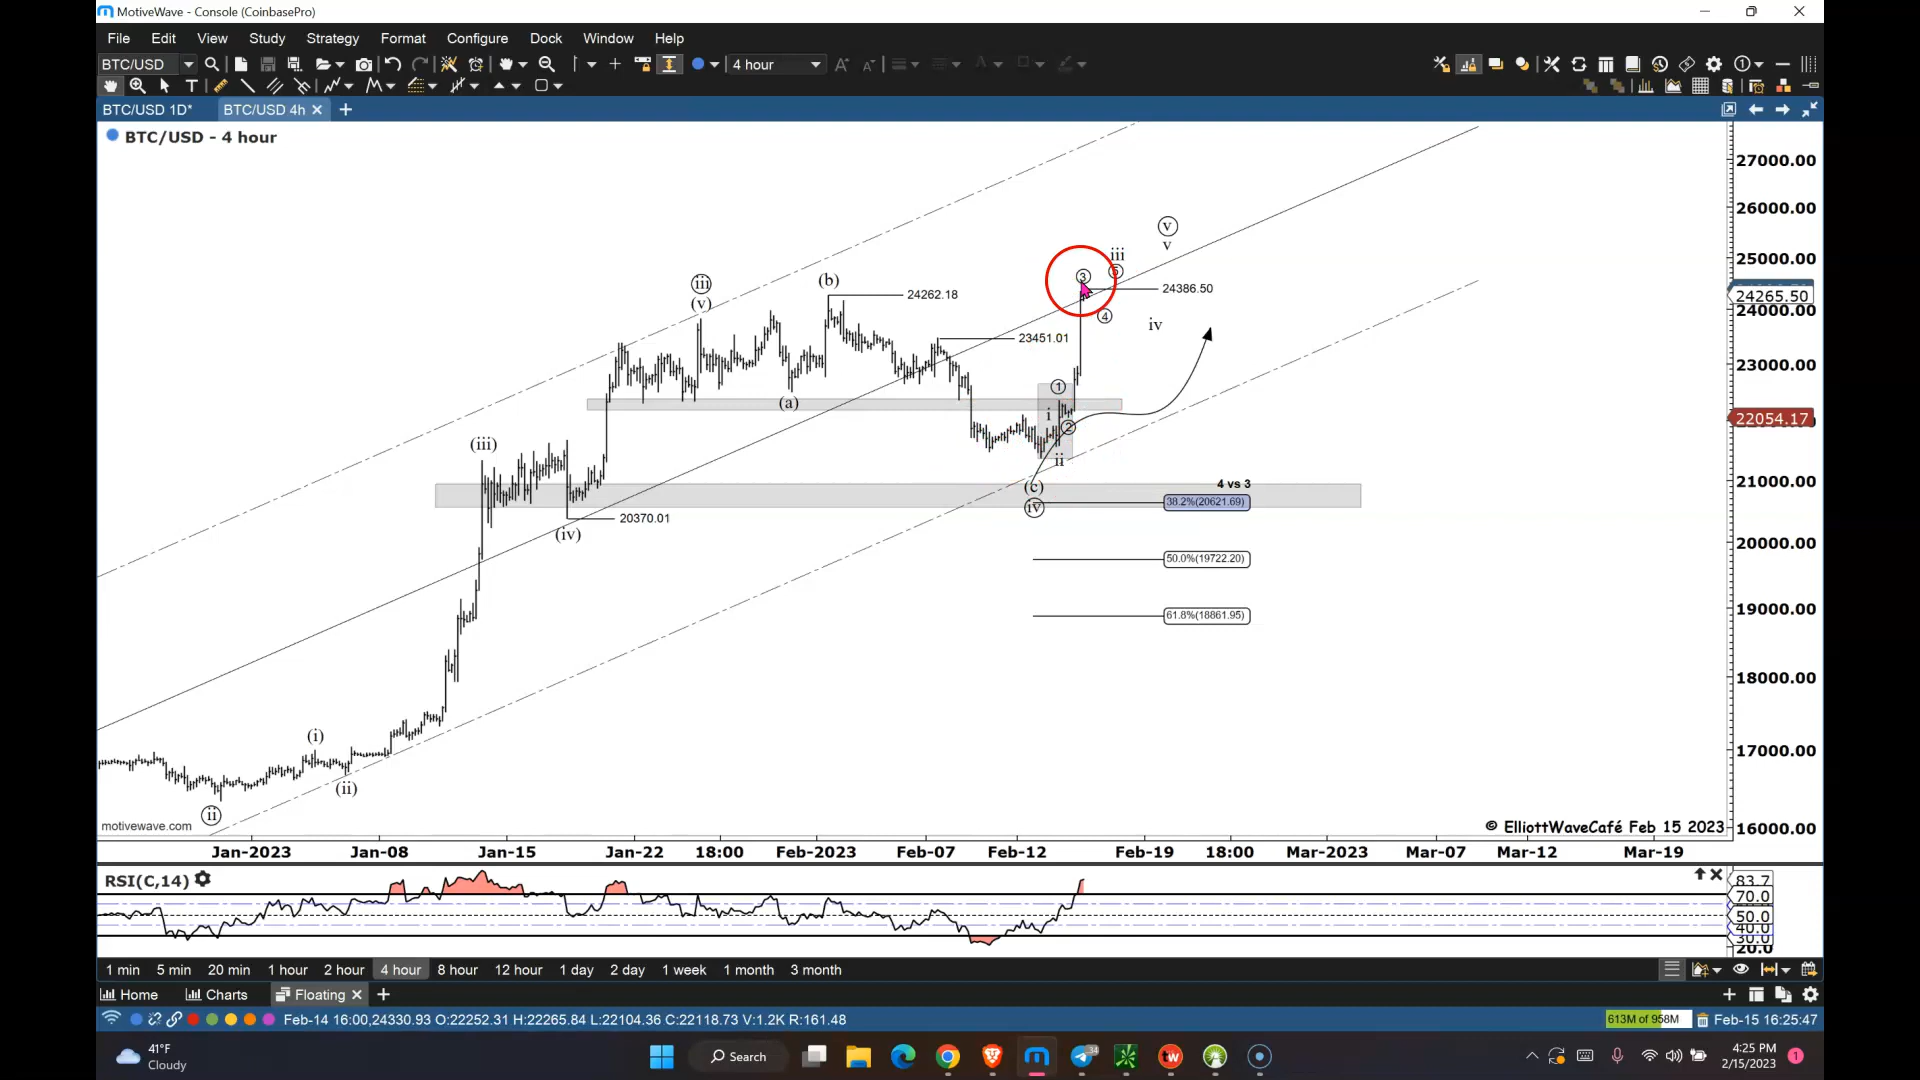 MotiveWave - Console (CoinbasePro)
File Edit View Study Strategy Format Configure Dock Window Help
BTC/USD 4 hour
BTC/USD 1D* BTC/USD 4h
BTC/USD - 4 hour
27000.00
26000.00
25000.00
24265.50
24000.00
23000.00
22054.17
21000.00
20000.00
19000.00
18000.00
17000.00
16000.00
v
v
iii
5
3
24386.50
4
iv
iii
(v)
(b)
24262.18
23451.01
(a)
1
i
2
ii
(iii)
(c)
iv
4 vs 3
38.2%(20621.69)
20370.01
(iv)
50.0%(19722.20)
61.8%(18861.95)
(i)
(ii)
ii
motivewave.com
© ElliottWaveCafé Feb 15 2023
Jan-2023 Jan-08 Jan-15 Jan-22 18:00 Feb-2023 Feb-07 Feb-12 Feb-19 18:00 Mar-2023 Mar-07 Mar-12 Mar-19
RSI(C,14)
83.7
70.0
50.0
40.0
30.0
20.0
1 min 5 min 20 min 1 hour 2 hour 4 hour 8 hour 12 hour 1 day 2 day 1 week 1 month 3 month
Home Charts Floating
Feb-14 16:00,24330.93 O:22252.31 H:22265.84 L:22104.36 C:22118.73 V:1.2K R:161.48
613M of 958M
Feb-15 16:25:47
41°F
Cloudy
Search
34
tw
4:25 PM
2/15/2023
1